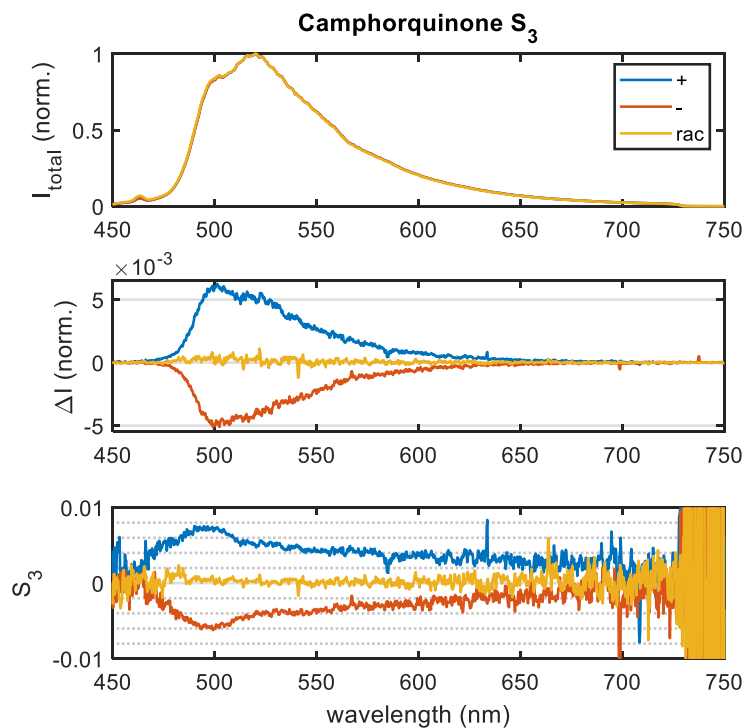 Camphorquinone S3
1
0.5
0
I_total (norm.)
+
-
rac
450 500 550 600 650 700 750
×10^-3
5
0
-5
ΔI (norm.)
450 500 550 600 650 700 750
0.01
0
-0.01
S3
450 500 550 600 650 700 750
wavelength (nm)